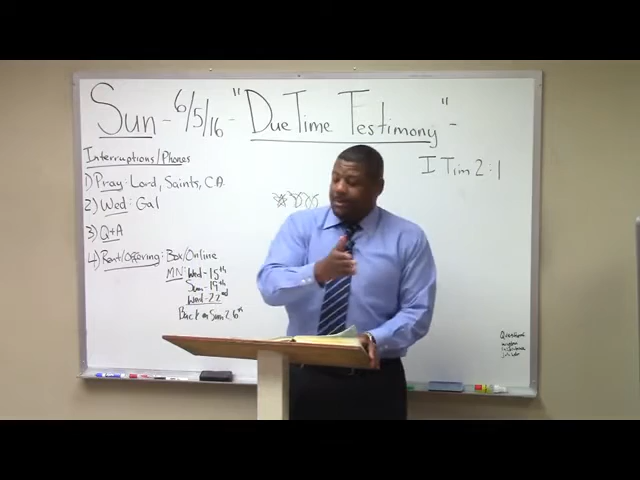 Sun - 6/5/16 - "Due Time Testimony" -
Interruptions/Phones
I Tim 2:1
1) Pray: Lord, Saints, C.A.
2) Wed: Gal
3) Q+A
4) Rent/Offering: Box/Online
MN: Wed - 15th
Sun - 19th
Wed - 22nd
Back on Sun 26th
Questions